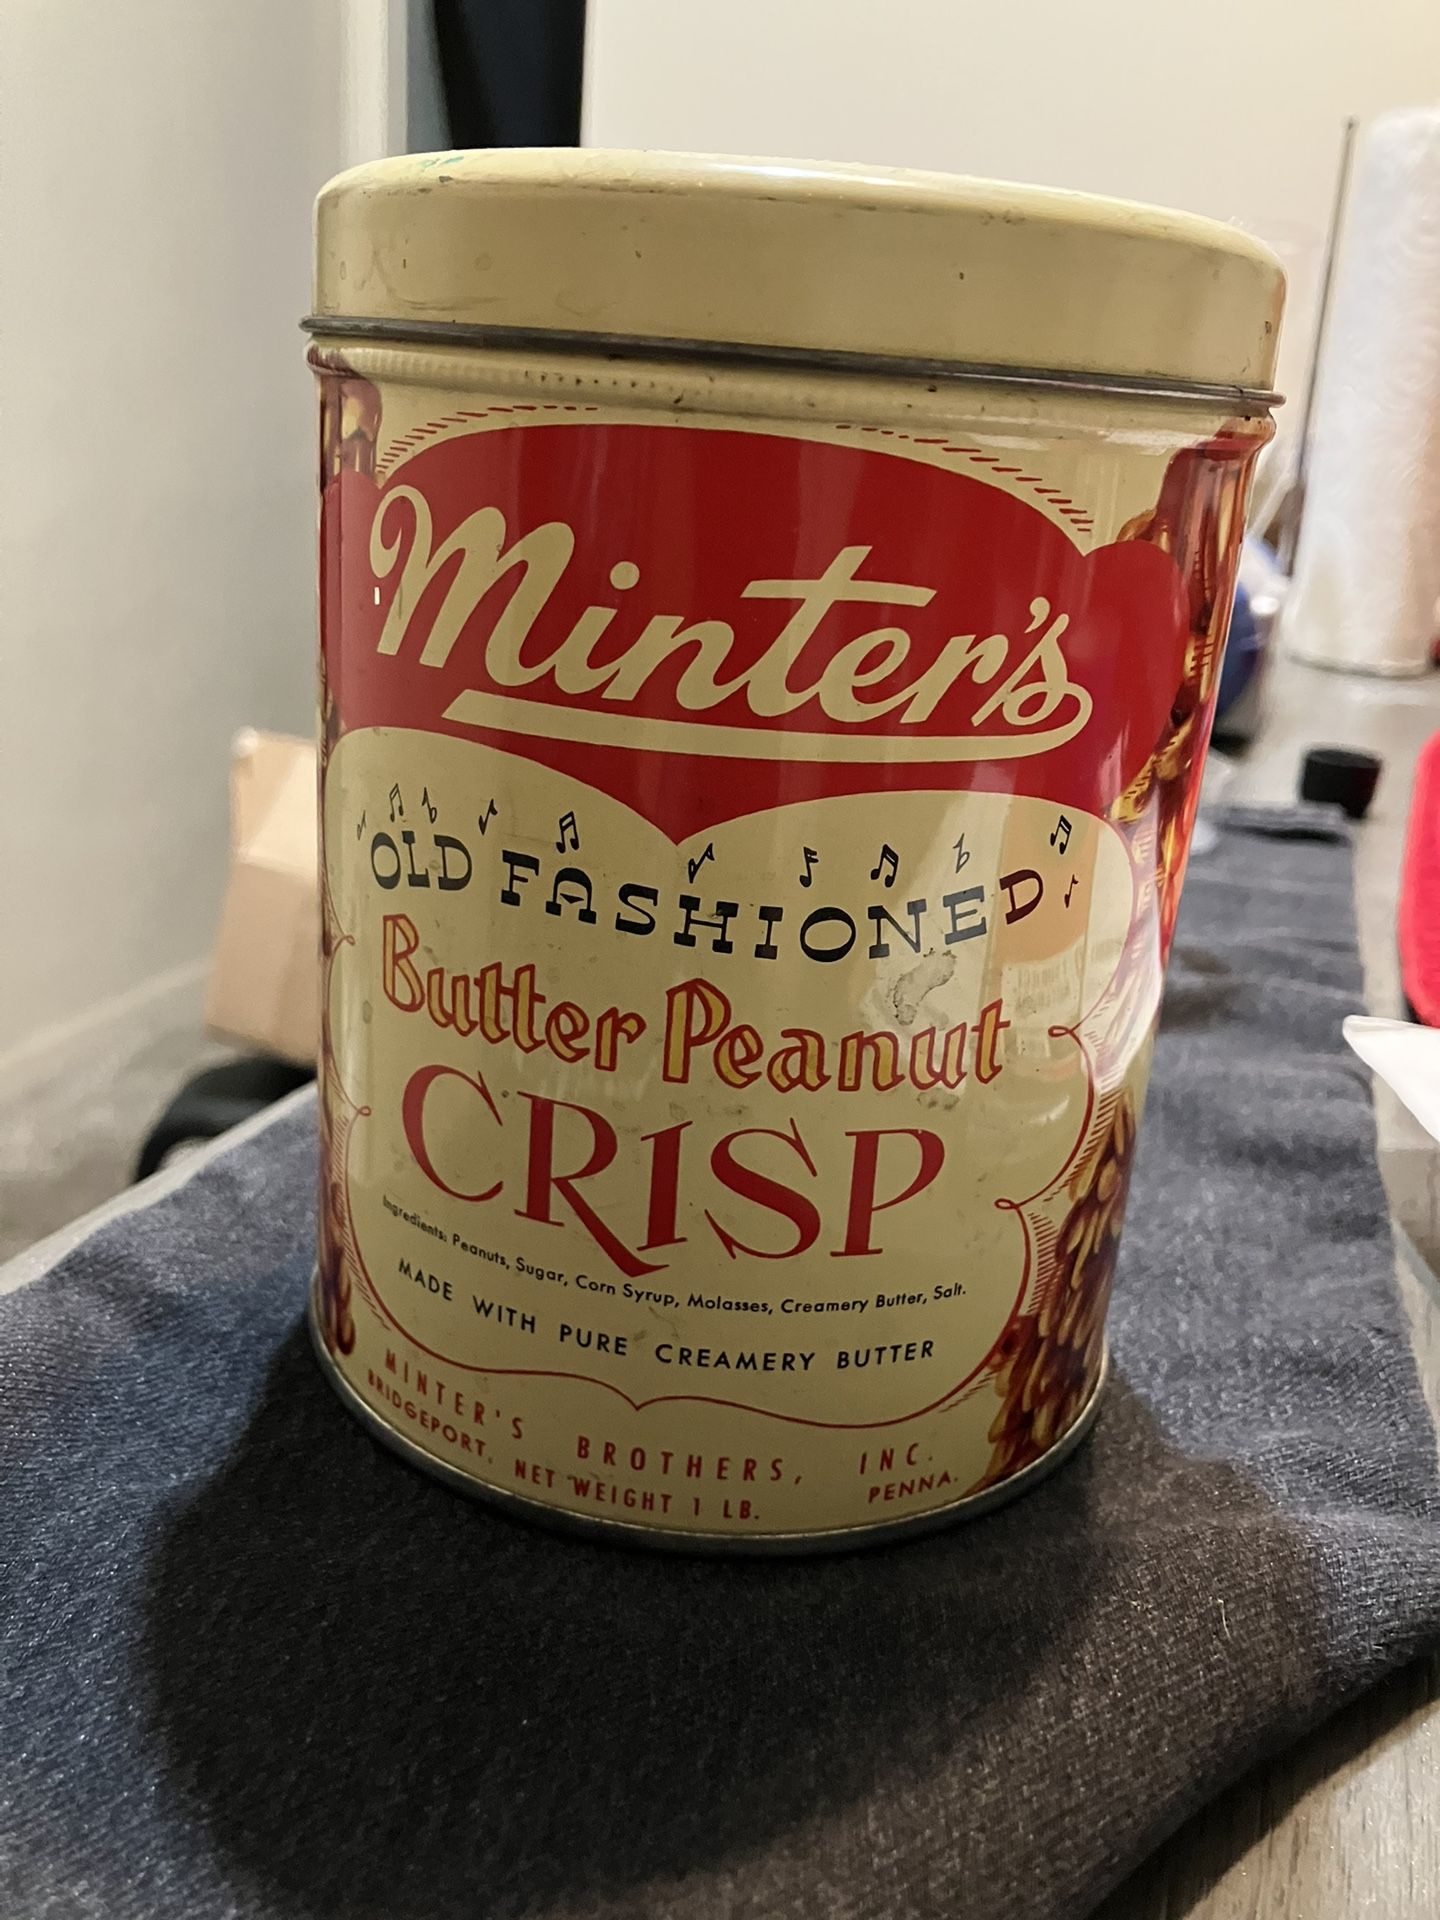 Minter's
OLD FASHIONED
Butter Peanut
CRISP
Ingredients: Peanuts, Sugar, Corn Syrup, Molasses, Creamery Butter, Salt.
MADE WITH PURE CREAMERY BUTTER
MINTER'S BROTHERS, INC.
BRIDGEPORT, PENNA.
NET WEIGHT 1 LB.